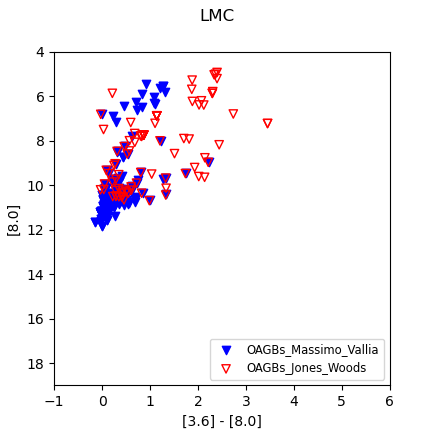 LMC
4
6
8
10
12
14
16
18
[8.0]
OAGBs_Massimo_Vallia
OAGBs_Jones_Woods
−1 0 1 2 3 4 5 6
[3.6] - [8.0]